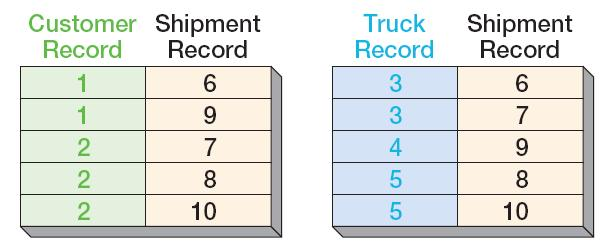 Customer Shipment
Record Record
1 6
1 9
2 7
2 8
2 10
Truck Shipment
Record Record
3 6
3 7
4 9
5 8
5 10